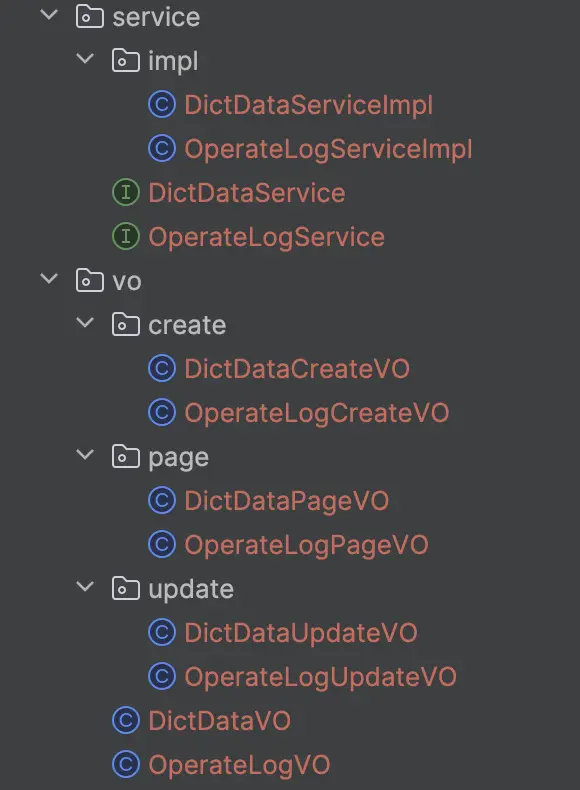 service
impl
C DictDataServiceImpl
C OperateLogServiceImpl
I DictDataService
I OperateLogService
vo
create
C DictDataCreateVO
C OperateLogCreateVO
page
C DictDataPageVO
C OperateLogPageVO
update
C DictDataUpdateVO
C OperateLogUpdateVO
C DictDataVO
C OperateLogVO